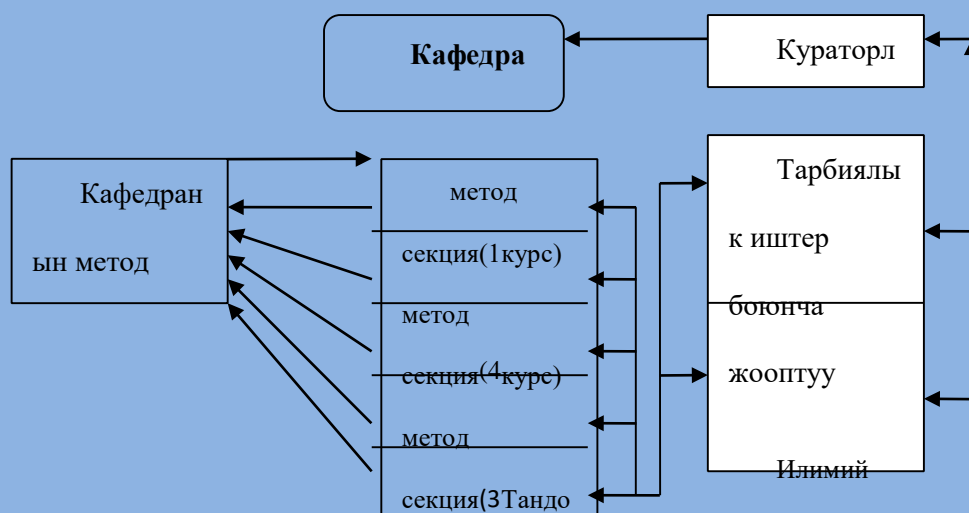 Кафедра
Кураторл
Кафедран
ын метод
метод
секция(1курс)
метод
секция(4курс)
метод
секция(3Тандо
Тарбиялы
к иштер
боюнча
жооптуу
Илимий